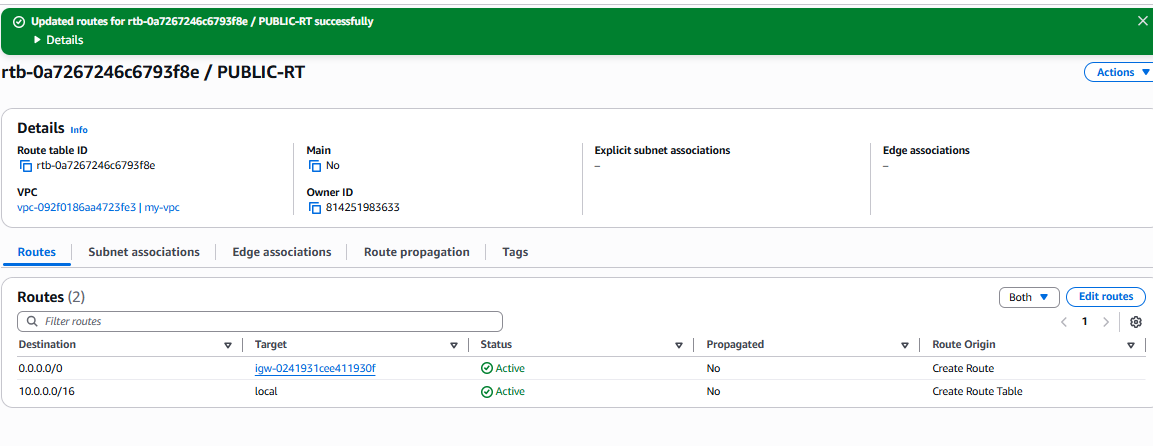 Updated routes for rtb-0a7267246c6793f8e / PUBLIC-RT successfully
Details
rtb-0a7267246c6793f8e / PUBLIC-RT
Actions
Details Info
Route table ID Main Explicit subnet associations Edge associations
rtb-0a7267246c6793f8e No – –
VPC Owner ID
vpc-092f0186aa4723fe3 | my-vpc 814251983633
Routes Subnet associations Edge associations Route propagation Tags
Routes (2) Both Edit routes
Filter routes 1
Destination Target Status Propagated Route Origin
0.0.0.0/0 igw-0241931cee411930f Active No Create Route
10.0.0.0/16 local Active No Create Route Table